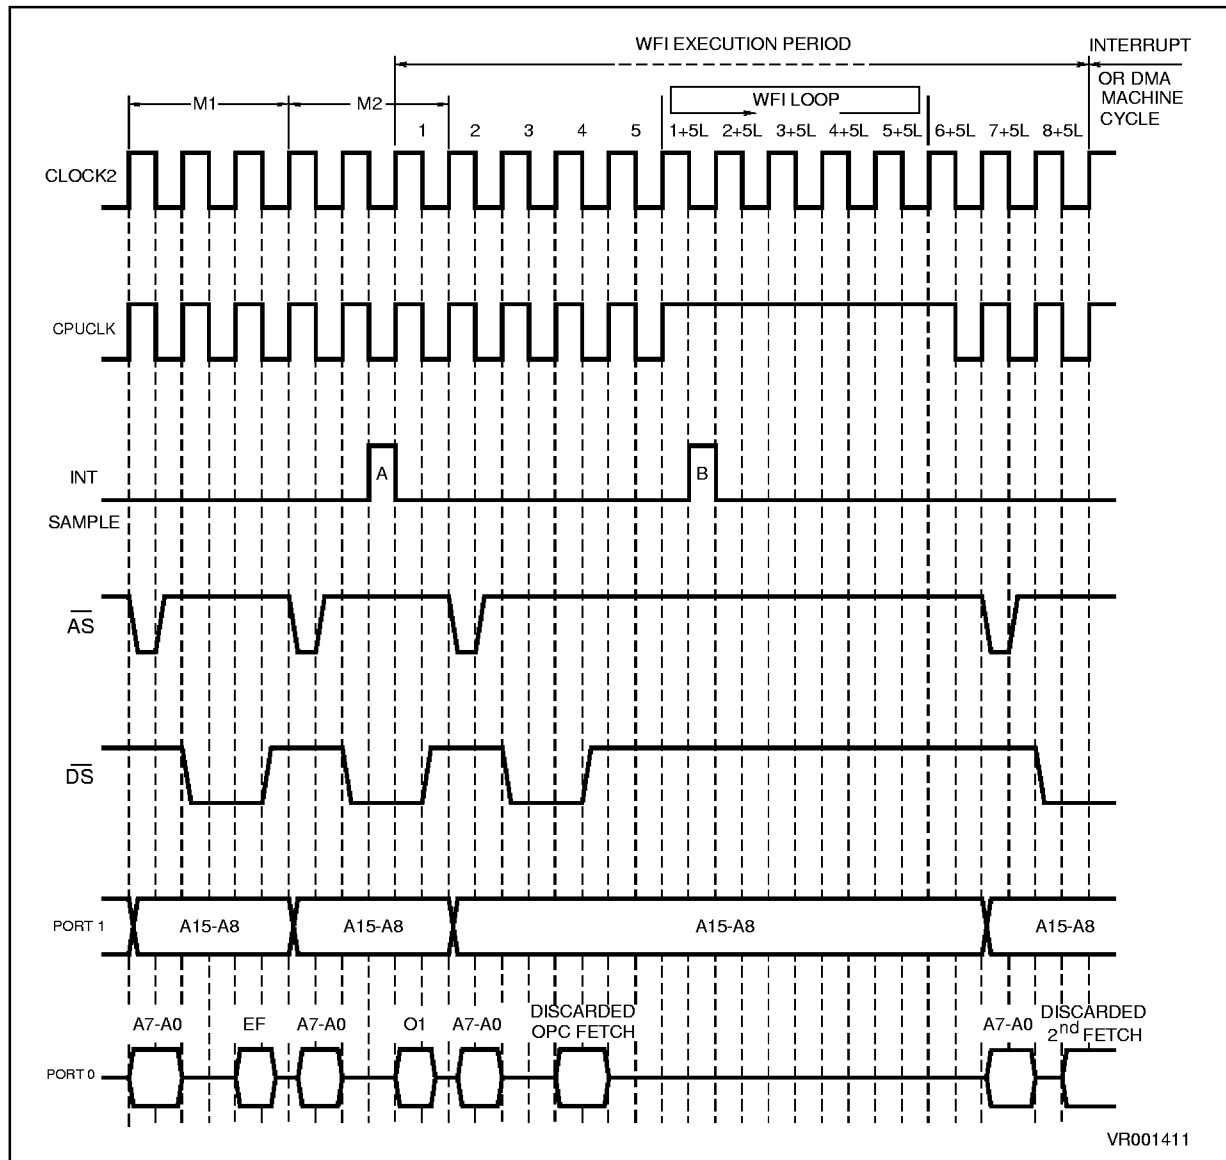 WFI EXECUTION PERIOD
INTERRUPT
OR DMA
MACHINE
CYCLE
M1
M2
WFI LOOP
1 2 3 4 5 1+5L 2+5L 3+5L 4+5L 5+5L 6+5L 7+5L 8+5L
CLOCK2
CPUCLK
INT
A
B
SAMPLE
AS
DS
PORT 1
A15-A8
A15-A8
A15-A8
A15-A8
A7-A0
EF
A7-A0
O1
A7-A0
DISCARDED
OPC FETCH
A7-A0
DISCARDED
2nd FETCH
PORT 0
VR001411